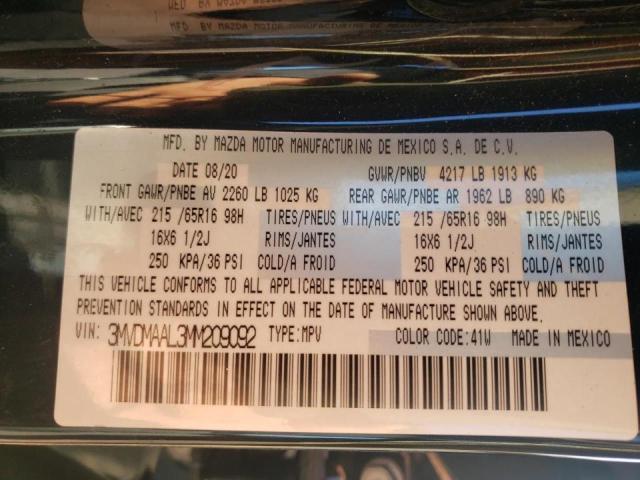 BY MAZDA MOTOR
MFD. BY MAZDA MOTOR MANUFACTURING DE MEXICO S.A. DE C.V.
DATE 08/20 GVWR/PNBV 4217 LB 1913 KG
FRONT GAWR/PNBE AV 2260 LB 1025 KG REAR GAWR/PNBE AR 1962 LB 890 KG
WITH/AVEC 215 /65R16 98H TIRES/PNEUS WITH/AVEC 215 /65R16 98H TIRES/PNEUS
16X6 1/2J RIMS/JANTES 16X6 1/2J RIMS/JANTES
250 KPA/36 PSI COLD/A FROID 250 KPA/36 PSI COLD/A FROID
THIS VEHICLE CONFORMS TO ALL APPLICABLE FEDERAL MOTOR VEHICLE SAFETY AND THEFT
PREVENTION STANDARDS IN EFFECT ON THE DATE OF MANUFACTURE SHOWN ABOVE.
VIN: 3MVDMAAL3MM209092 TYPE:MPV COLOR CODE:41W MADE IN MEXICO